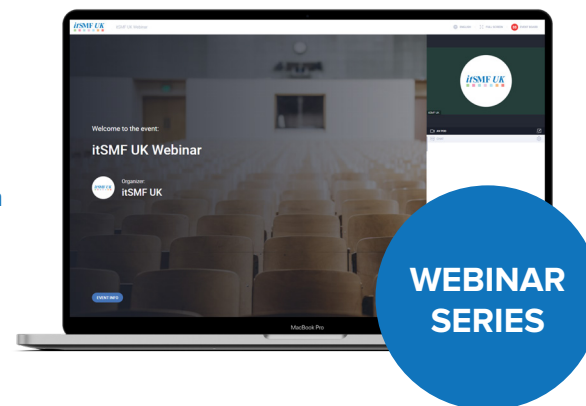 itSMF UK
itSMF UK Webinar
Welcome to the event:
itSMF UK Webinar
Organizer:
itSMF UK
EVENT INFO
itSMF UK
MacBook Pro
WEBINAR
SERIES